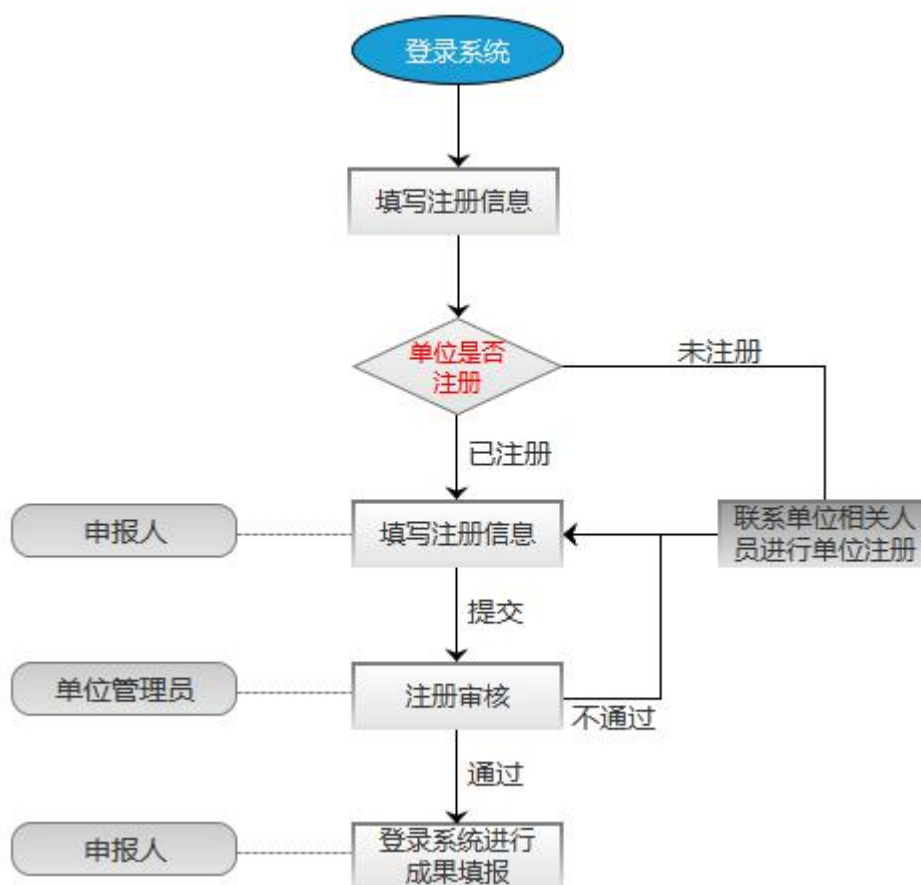 登录系统
填写注册信息
单位是否
注册
未注册
已注册
申报人
填写注册信息
联系单位相关人
员进行单位注册
提交
单位管理员
注册审核
不通过
通过
申报人
登录系统进行
成果填报